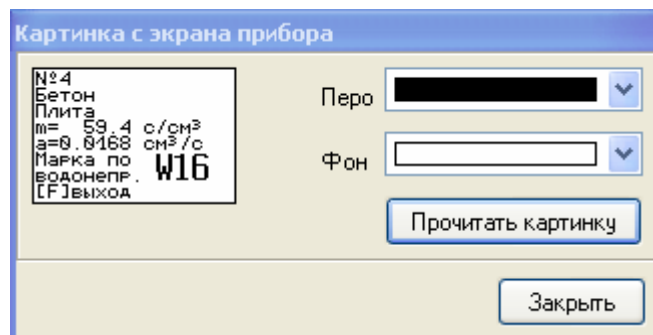 Картинка с экрана прибора
№4
Бетон
Плита
m= 59.4 с/см³
a=0.0168 см³/с
Марка по
водонепр. W16
[F]выход
Перо
Фон
Прочитать картинку
Закрыть